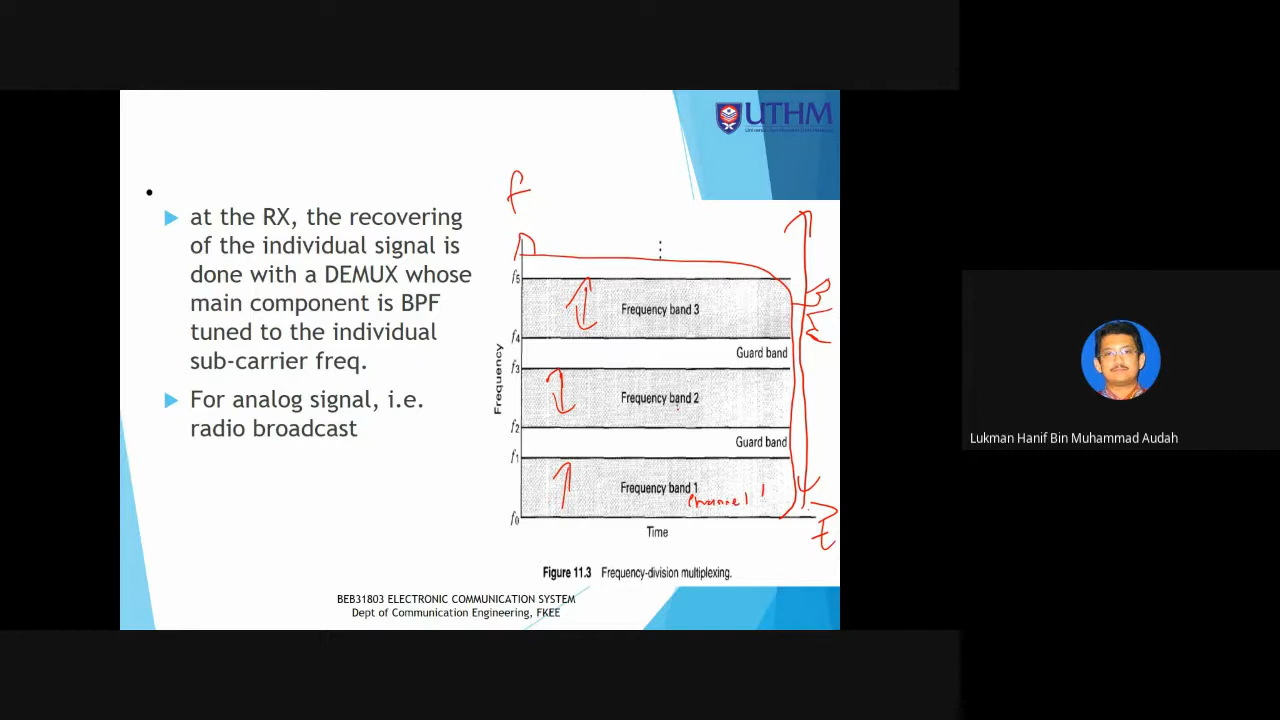 UTHM
f
•
at the RX, the recovering
of the individual signal is
done with a DEMUX whose
main component is BPF
tuned to the individual
sub-carrier freq.
For analog signal, i.e.
radio broadcast
⋮
f5
Frequency band 3
f4
Guard band
f3
Frequency band 2
f2
Guard band
f1
Frequency band 1
Channel 1
f0
Frequency
Time
t
Figure 11.3 Frequency-division multiplexing.
BEB31803 ELECTRONIC COMMUNICATION SYSTEM
Dept of Communication Engineering, FKEE
Lukman Hanif Bin Muhammad Audah